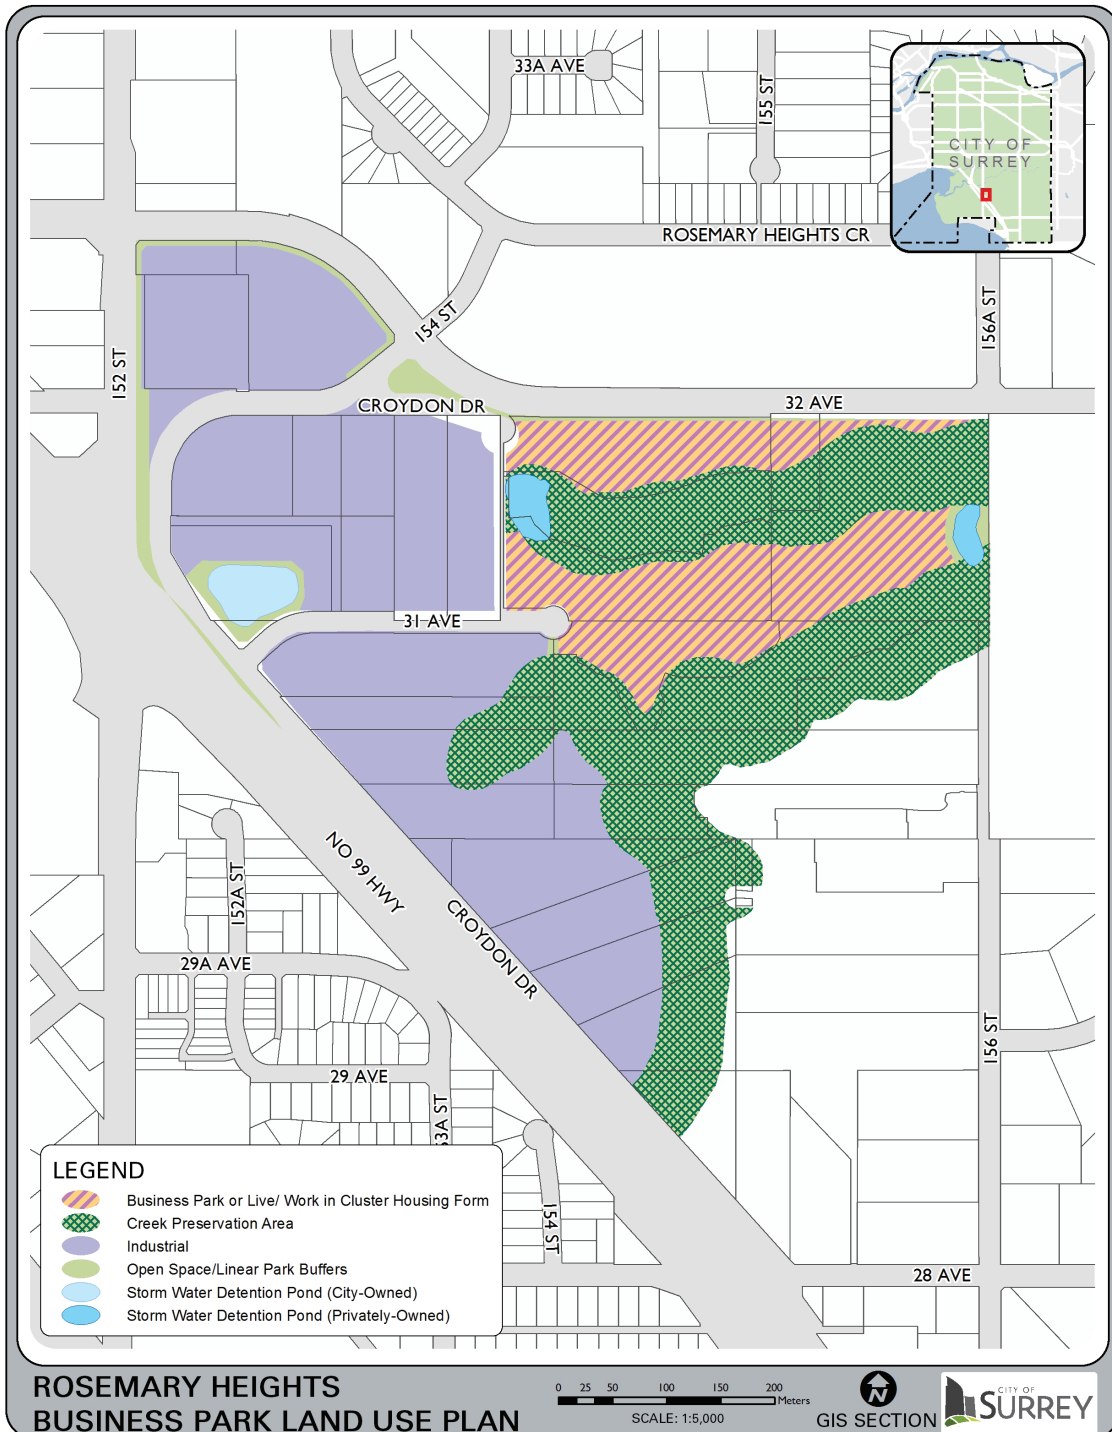 33A AVE
155 ST
CITY OF
SURREY
ROSEMARY HEIGHTS CR
154 ST
156A ST
152 ST
CROYDON DR
32 AVE
31 AVE
NO 99 HWY
CROYDON DR
152A ST
29A AVE
29 AVE
156 ST
53A ST
154 ST
28 AVE
LEGEND
Business Park or Live/ Work in Cluster Housing Form
Creek Preservation Area
Industrial
Open Space/Linear Park Buffers
Storm Water Detention Pond (City-Owned)
Storm Water Detention Pond (Privately-Owned)
ROSEMARY HEIGHTS
BUSINESS PARK LAND USE PLAN
0 25 50 100 150 200
Meters
SCALE: 1:5,000
N
GIS SECTION
CITY OF
SURREY